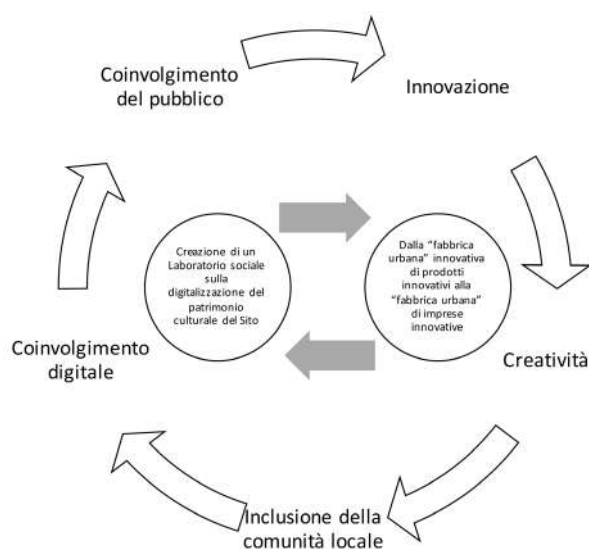 Coinvolgimento
del pubblico
Innovazione
Creazione di un
Laboratorio sociale
sulla
digitalizzazione del
patrimonio
culturale del Sito
Dalla “fabbrica
urbana” innovativa
di prodotti
innovativi alla
“fabbrica urbana”
di imprese
innovative
Coinvolgimento
digitale
Creatività
Inclusione della
comunità locale